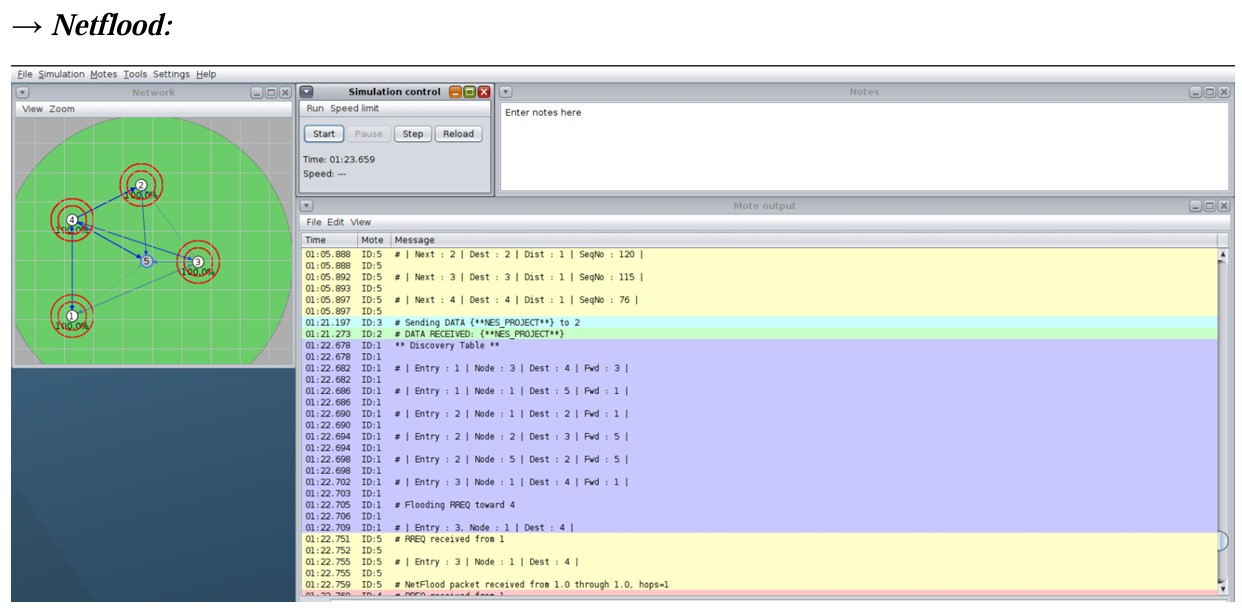 → Netflood:
File Simulation Motes Tools Settings Help
Network
View Zoom
2
100.0%
4
100.0%
5
3
100.0%
1
100.0%
Simulation control
Run Speed limit
Start Pause Step Reload
Time: 01:23.659
Speed: ---
Notes
Enter notes here
Mote output
File Edit View
Time Mote Message
01:05.888 ID:5 # | Next : 2 | Dest : 2 | Dist : 1 | SeqNo : 120 |
01:05.888 ID:5
01:05.892 ID:5 # | Next : 3 | Dest : 3 | Dist : 1 | SeqNo : 115 |
01:05.893 ID:5
01:05.897 ID:5 # | Next : 4 | Dest : 4 | Dist : 1 | SeqNo : 76 |
01:05.897 ID:5
01:21.197 ID:3 # Sending DATA {**NES_PROJECT**} to 2
01:21.273 ID:2 # DATA RECEIVED: {**NES_PROJECT**}
01:22.678 ID:1 ** Discovery Table **
01:22.678 ID:1
01:22.682 ID:1 # | Entry : 1 | Node : 3 | Dest : 4 | Fwd : 3 |
01:22.682 ID:1
01:22.686 ID:1 # | Entry : 1 | Node : 1 | Dest : 5 | Fwd : 1 |
01:22.686 ID:1
01:22.690 ID:1 # | Entry : 2 | Node : 1 | Dest : 2 | Fwd : 1 |
01:22.690 ID:1
01:22.694 ID:1 # | Entry : 2 | Node : 2 | Dest : 3 | Fwd : 5 |
01:22.694 ID:1
01:22.698 ID:1 # | Entry : 2 | Node : 5 | Dest : 2 | Fwd : 5 |
01:22.698 ID:1
01:22.702 ID:1 # | Entry : 3 | Node : 1 | Dest : 4 | Fwd : 1 |
01:22.703 ID:1
01:22.705 ID:1 # Flooding RREQ toward 4
01:22.706 ID:1
01:22.709 ID:1 # | Entry : 3, Node : 1 | Dest : 4 |
01:22.751 ID:5 # RREQ received from 1
01:22.752 ID:5
01:22.755 ID:5 # | Entry : 3 | Node : 1 | Dest : 4 |
01:22.755 ID:5
01:22.759 ID:5 # NetFlood packet received from 1.0 through 1.0, hops=1
01:22.760 ID:4 # RREQ received from 1